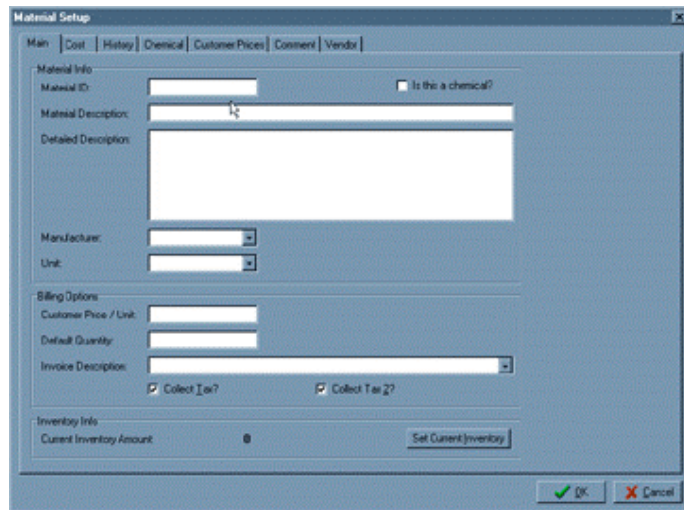 Material Setup
Main Cost History Chemical Customer Prices Comment Vendor
Material Info
Material ID: Is this a chemical?
Material Description:
Detailed Description:
Manufacturer:
Unit:
Billing Options
Customer Price / Unit:
Default Quantity:
Invoice Description:
Collect Tax? Collect Tax 2?
Inventory Info
Current Inventory Amount 0 Set Current Inventory
OK Cancel